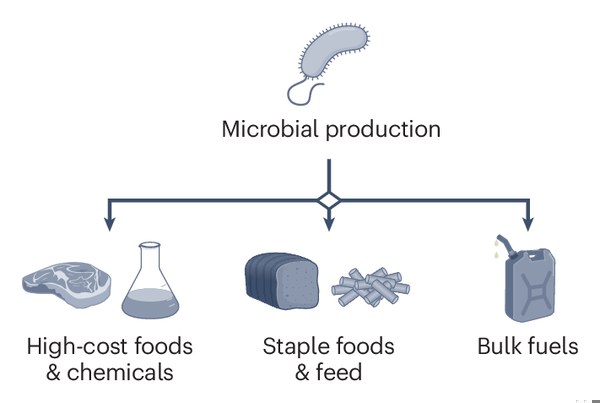 Microbial production
High-cost foods
& chemicals
Staple foods
& feed
Bulk fuels